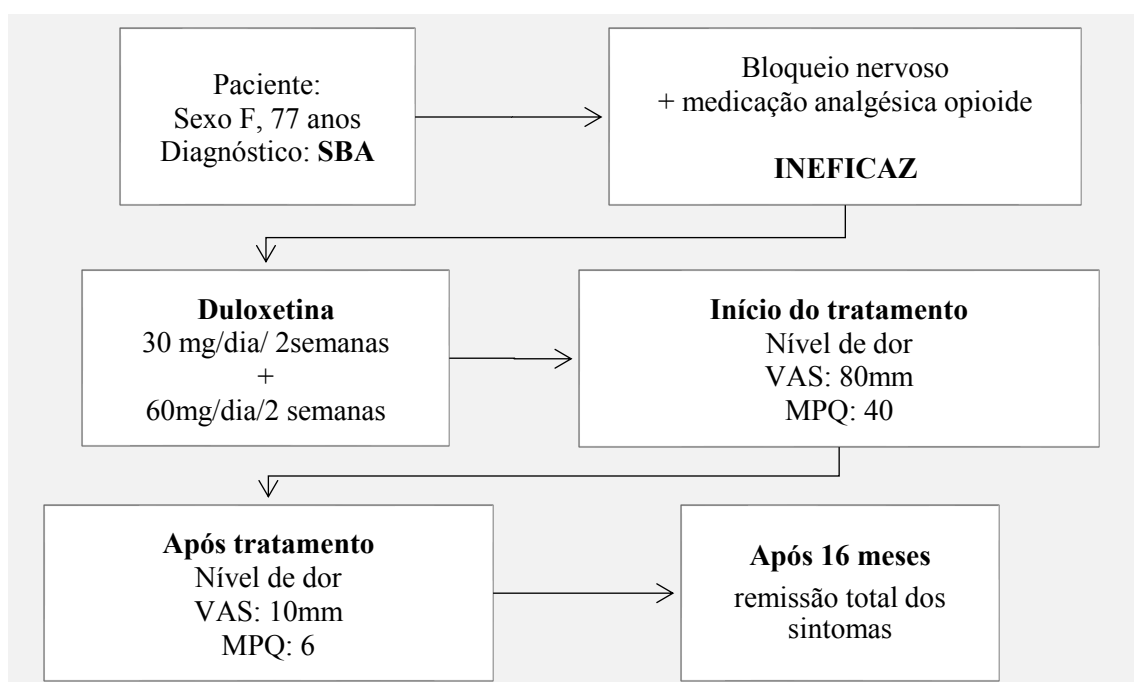 Paciente:
Sexo F, 77 anos
Diagnóstico: SBA
Bloqueio nervoso
+ medicação analgésica opioide
INEFICAZ
Duloxetina
30 mg/dia/ 2semanas
+
60mg/dia/2 semanas
Início do tratamento
Nível de dor
VAS: 80mm
MPQ: 40
Após tratamento
Nível de dor
VAS: 10mm
MPQ: 6
Após 16 meses
remissão total dos
sintomas